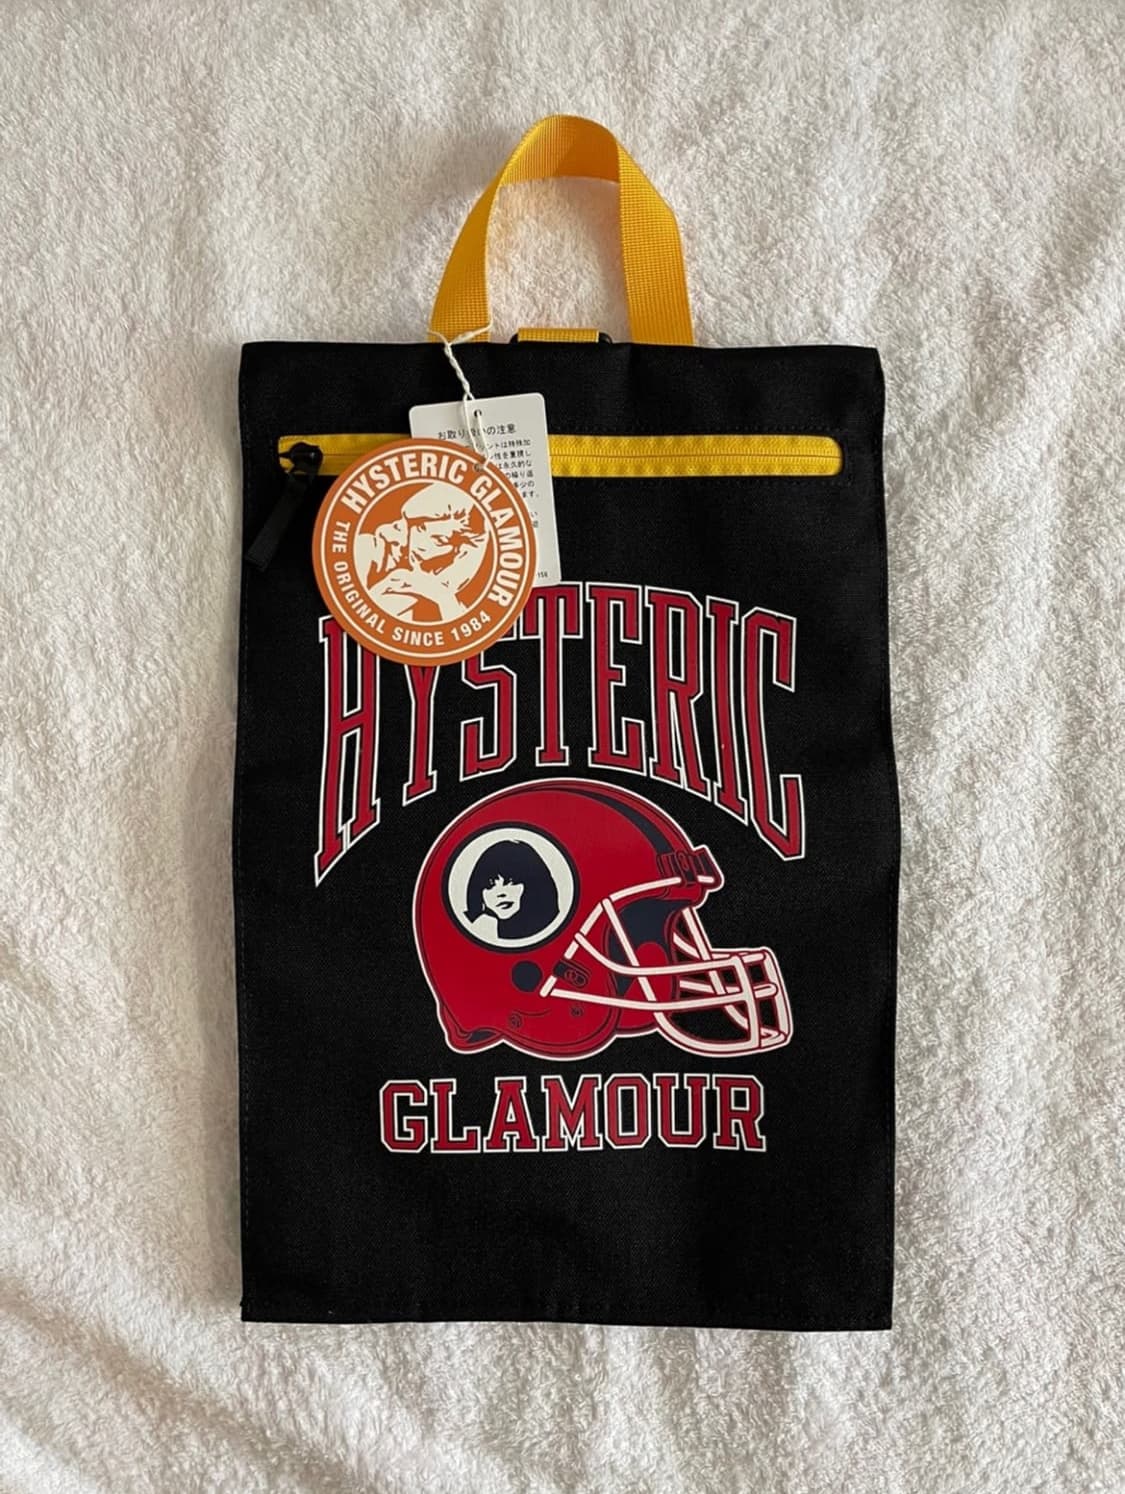 お取り扱いの注意
HYSTERIC GLAMOUR
THE ORIGINAL SINCE 1984
HYSTERIC
GLAMOUR